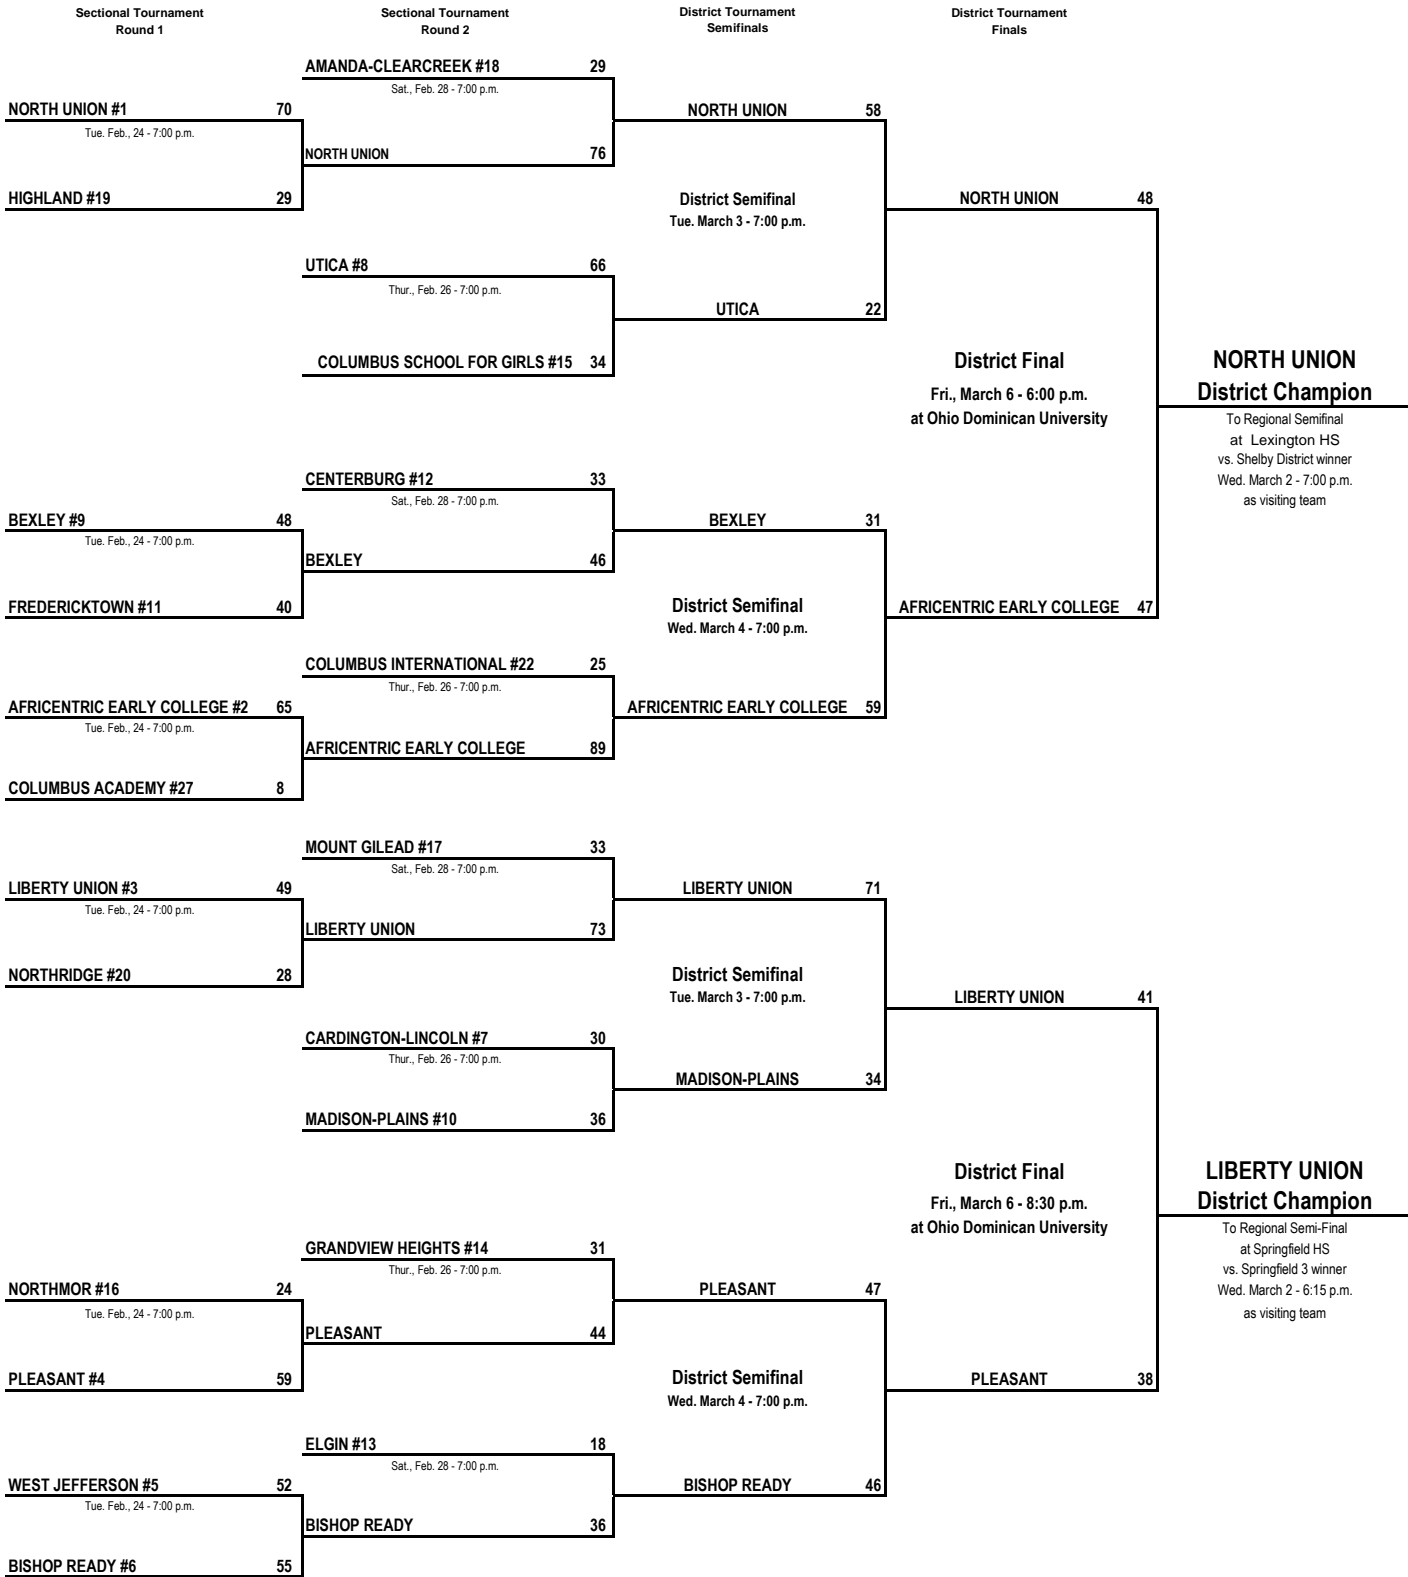 Sectional Tournament
Round 1
Sectional Tournament
Round 2
District Tournament
Semifinals
District Tournament
Finals
AMANDA-CLEARCREEK #18 29
Sat., Feb. 28 - 7:00 p.m.
NORTH UNION #1 70
Tue. Feb., 24 - 7:00 p.m.
NORTH UNION 58
NORTH UNION 76
HIGHLAND #19 29
District Semifinal
Tue. March 3 - 7:00 p.m.
NORTH UNION 48
UTICA #8 66
Thur., Feb. 26 - 7:00 p.m.
UTICA 22
COLUMBUS SCHOOL FOR GIRLS #15 34
District Final
Fri., March 6 - 6:00 p.m.
at Ohio Dominican University
NORTH UNION
District Champion
To Regional Semifinal
at Lexington HS
vs. Shelby District winner
Wed. March 2 - 7:00 p.m.
as visiting team
CENTERBURG #12 33
Sat., Feb. 28 - 7:00 p.m.
BEXLEY #9 48
Tue. Feb., 24 - 7:00 p.m.
BEXLEY 31
BEXLEY 46
FREDERICKTOWN #11 40
District Semifinal
Wed. March 4 - 7:00 p.m.
AFRICENTRIC EARLY COLLEGE 47
COLUMBUS INTERNATIONAL #22 25
Thur., Feb. 26 - 7:00 p.m.
AFRICENTRIC EARLY COLLEGE #2 65
Tue. Feb., 24 - 7:00 p.m.
AFRICENTRIC EARLY COLLEGE 59
AFRICENTRIC EARLY COLLEGE 89
COLUMBUS ACADEMY #27 8
MOUNT GILEAD #17 33
Sat., Feb. 28 - 7:00 p.m.
LIBERTY UNION #3 49
Tue. Feb., 24 - 7:00 p.m.
LIBERTY UNION 71
LIBERTY UNION 73
NORTHRIDGE #20 28
District Semifinal
Tue. March 3 - 7:00 p.m.
LIBERTY UNION 41
CARDINGTON-LINCOLN #7 30
Thur., Feb. 26 - 7:00 p.m.
MADISON-PLAINS 34
MADISON-PLAINS #10 36
District Final
Fri., March 6 - 8:30 p.m.
at Ohio Dominican University
LIBERTY UNION
District Champion
To Regional Semi-Final
at Springfield HS
vs. Springfield 3 winner
Wed. March 2 - 6:15 p.m.
as visiting team
GRANDVIEW HEIGHTS #14 31
Thur., Feb. 26 - 7:00 p.m.
NORTHMOR #16 24
Tue. Feb., 24 - 7:00 p.m.
PLEASANT 47
PLEASANT 44
PLEASANT #4 59
District Semifinal
Wed. March 4 - 7:00 p.m.
PLEASANT 38
ELGIN #13 18
Sat., Feb. 28 - 7:00 p.m.
WEST JEFFERSON #5 52
Tue. Feb., 24 - 7:00 p.m.
BISHOP READY 46
BISHOP READY 36
BISHOP READY #6 55